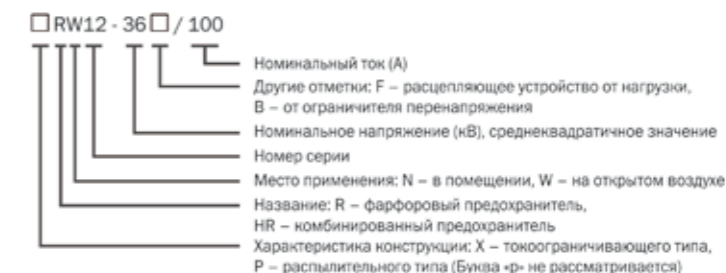 □RW12 - 36□ / 100
Номинальный ток (А)
Другие отметки: F – расцепляющее устройство от нагрузки,
В – от ограничителя перенапряжения
Номинальное напряжение (кВ), среднеквадратичное значение
Номер серии
Место применения: N – в помещении, W – на открытом воздухе
Название: R – фарфоровый предохранитель,
HR – комбинированный предохранитель
Характеристика конструкции: X – токоограничивающего типа,
Р – распылительного типа (Буква «р» не рассматривается)